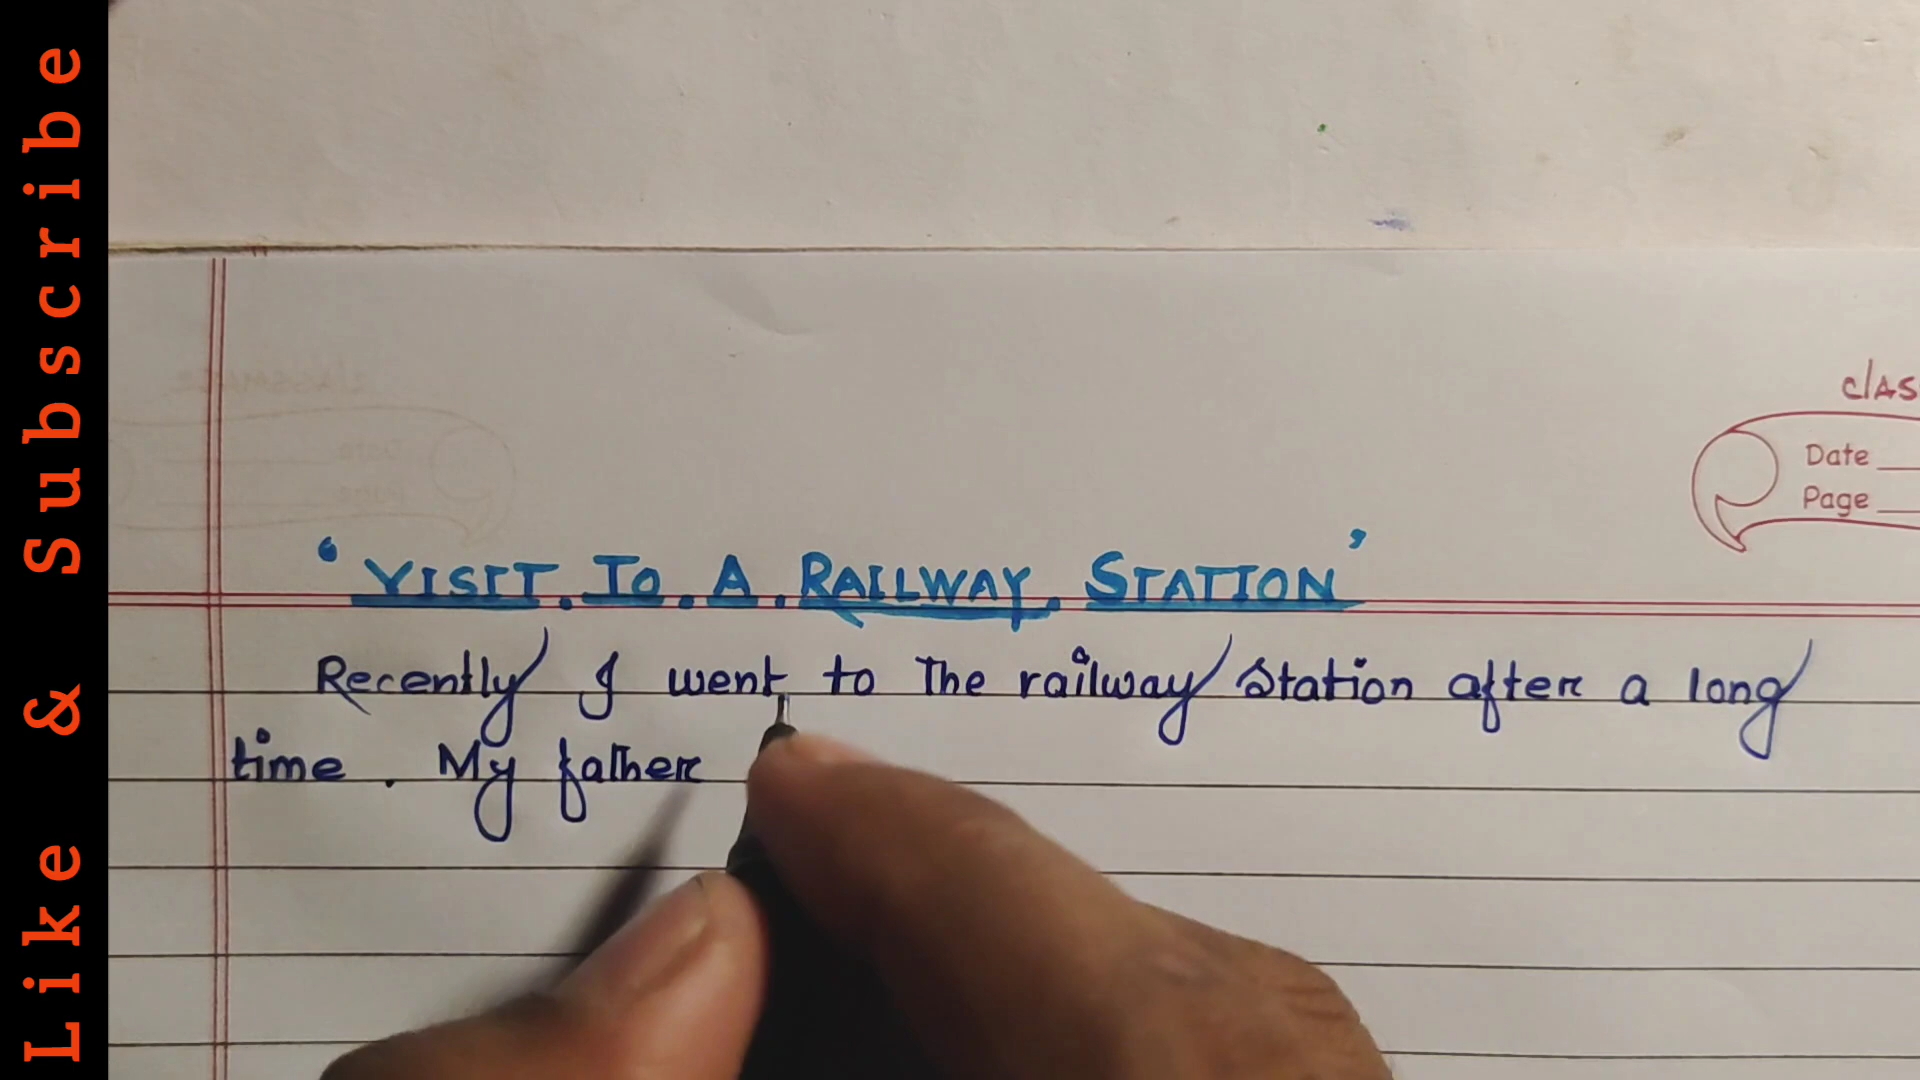 Like & Subscribe
clas
Date
Page
'VISIT. TO. A. RAILWAY. STATION'
Recently I went to the railway station after a long
time. My father